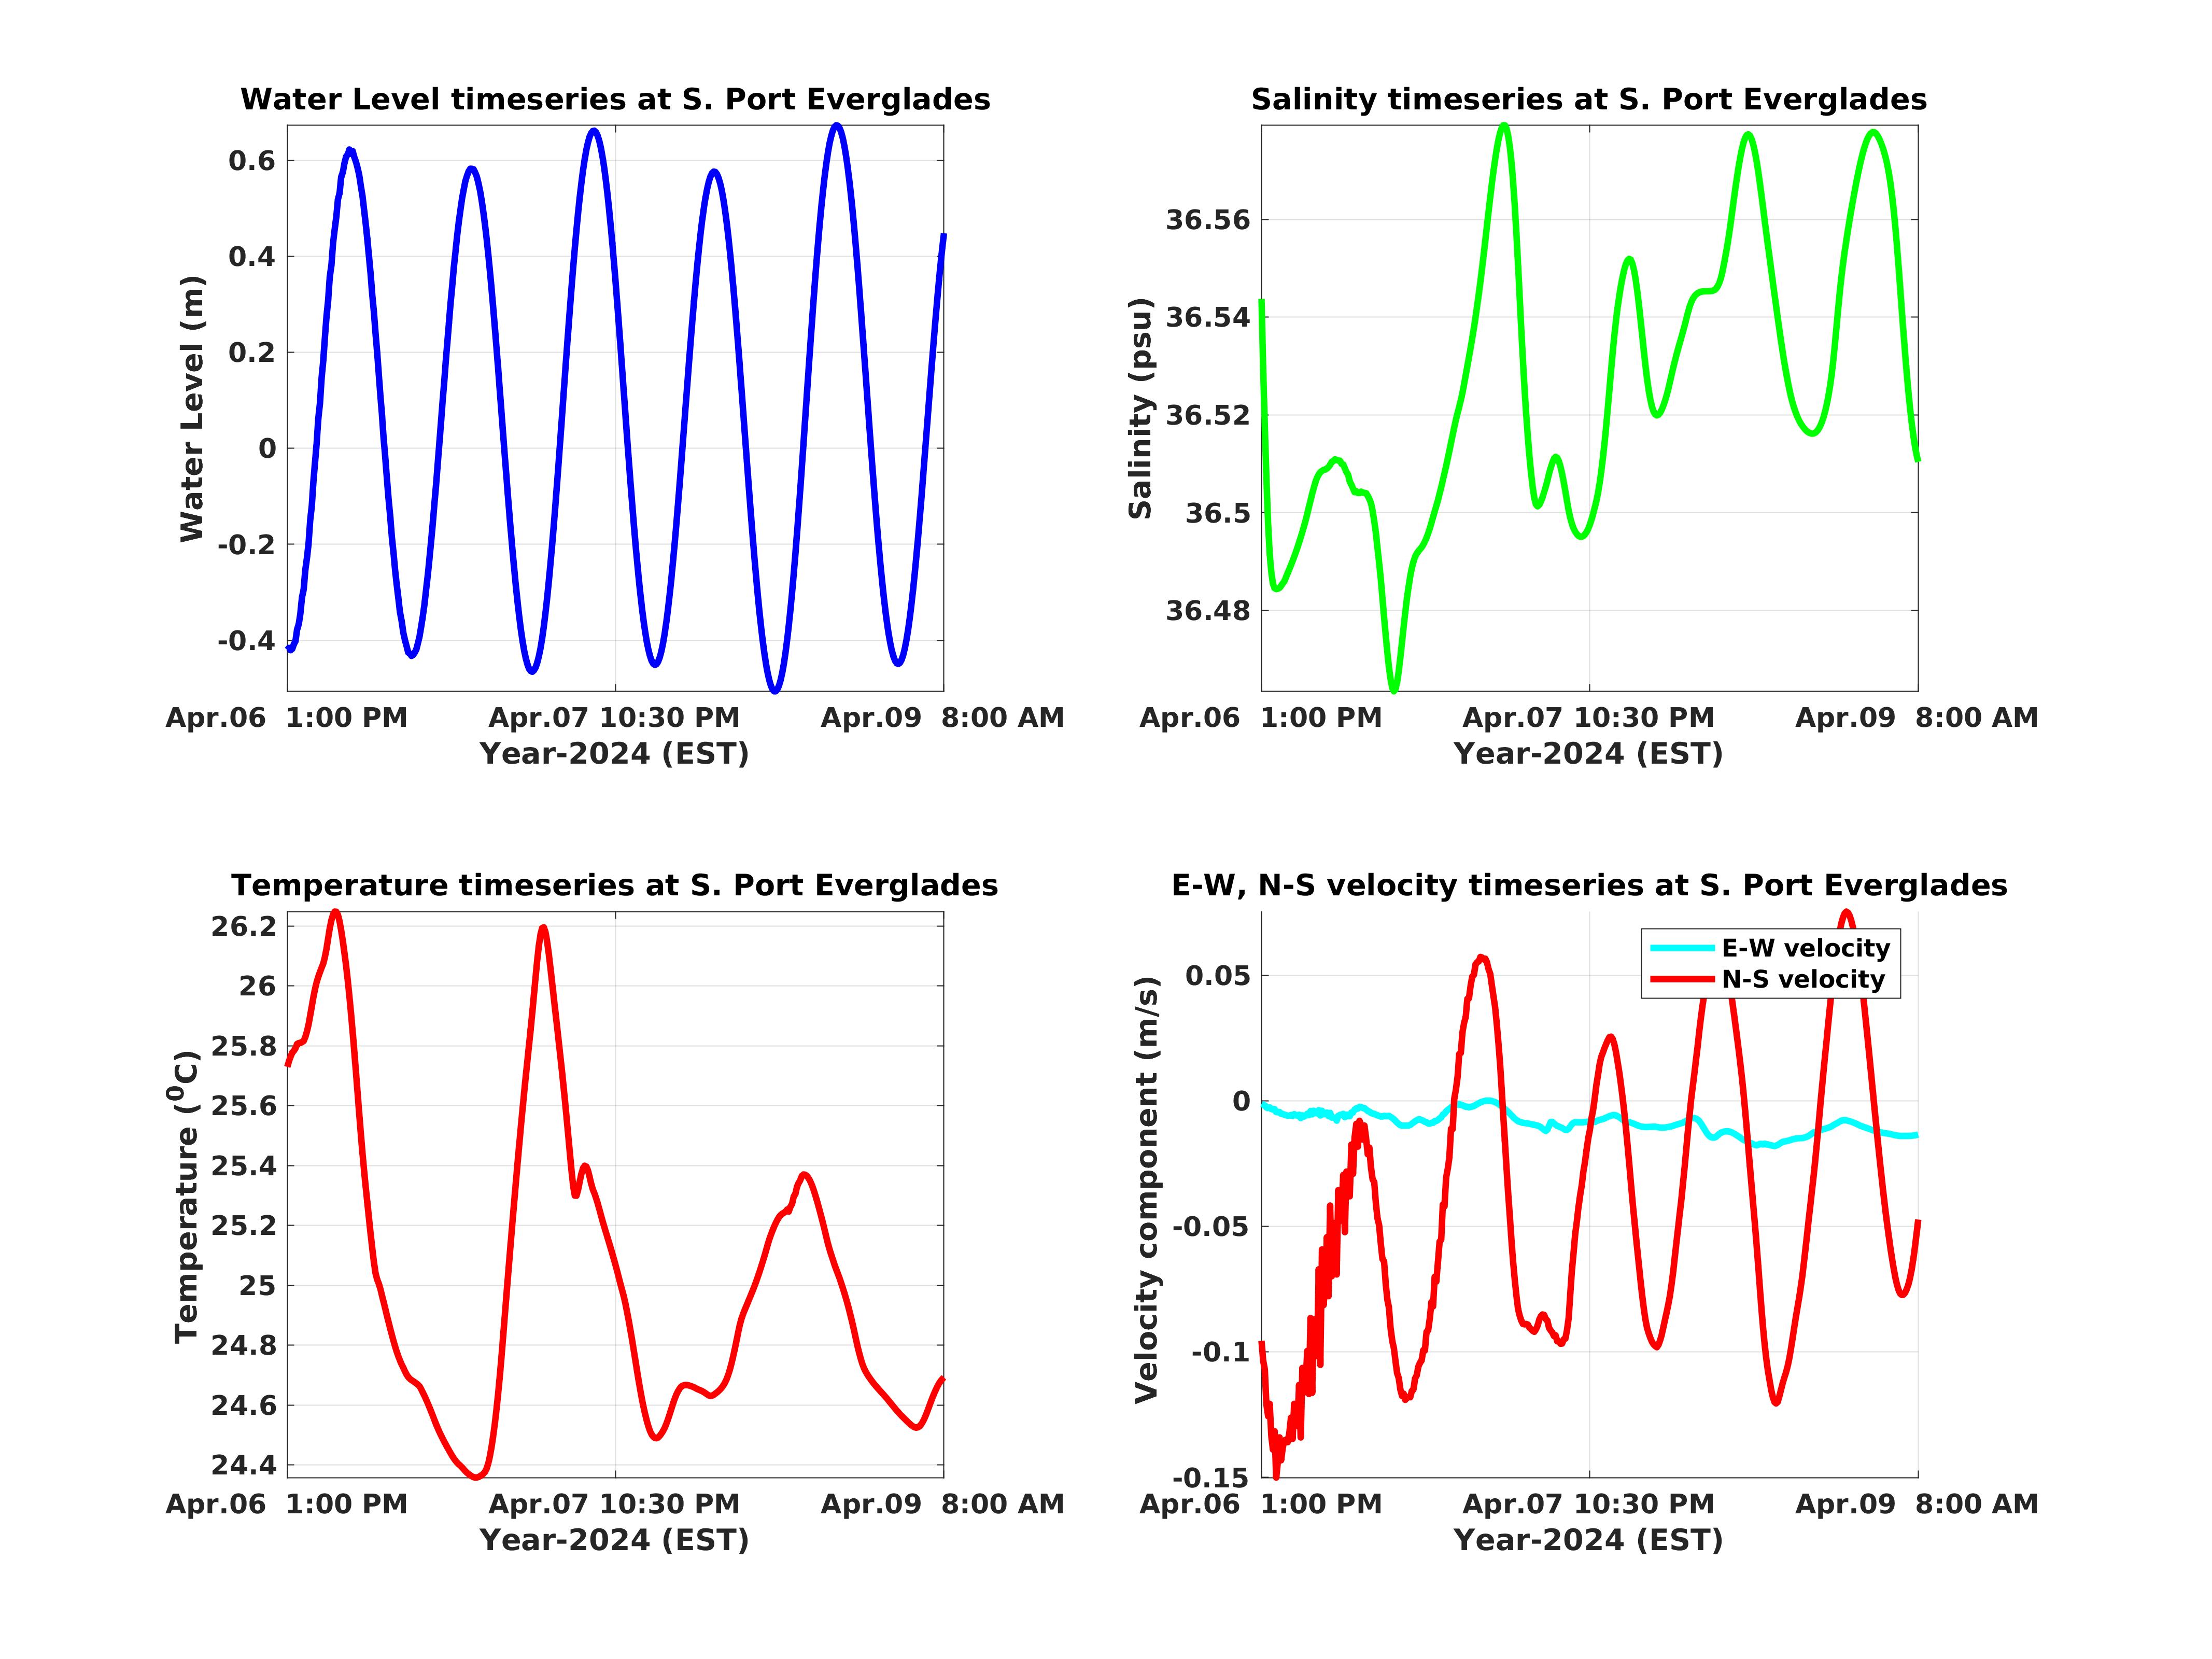 Water Level timeseries at S. Port Everglades
Water Level (m)
0.6
0.4
0.2
0
-0.2
-0.4
Apr.06 1:00 PM
Apr.07 10:30 PM
Apr.09 8:00 AM
Year-2024 (EST)
Salinity timeseries at S. Port Everglades
Salinity (psu)
36.56
36.54
36.52
36.5
36.48
Apr.06 1:00 PM
Apr.07 10:30 PM
Apr.09 8:00 AM
Year-2024 (EST)
Temperature timeseries at S. Port Everglades
Temperature (⁰C)
26.2
26
25.8
25.6
25.4
25.2
25
24.8
24.6
24.4
Apr.06 1:00 PM
Apr.07 10:30 PM
Apr.09 8:00 AM
Year-2024 (EST)
E-W, N-S velocity timeseries at S. Port Everglades
Velocity component (m/s)
E-W velocity
N-S velocity
0.05
0
-0.05
-0.1
-0.15
Apr.06 1:00 PM
Apr.07 10:30 PM
Apr.09 8:00 AM
Year-2024 (EST)